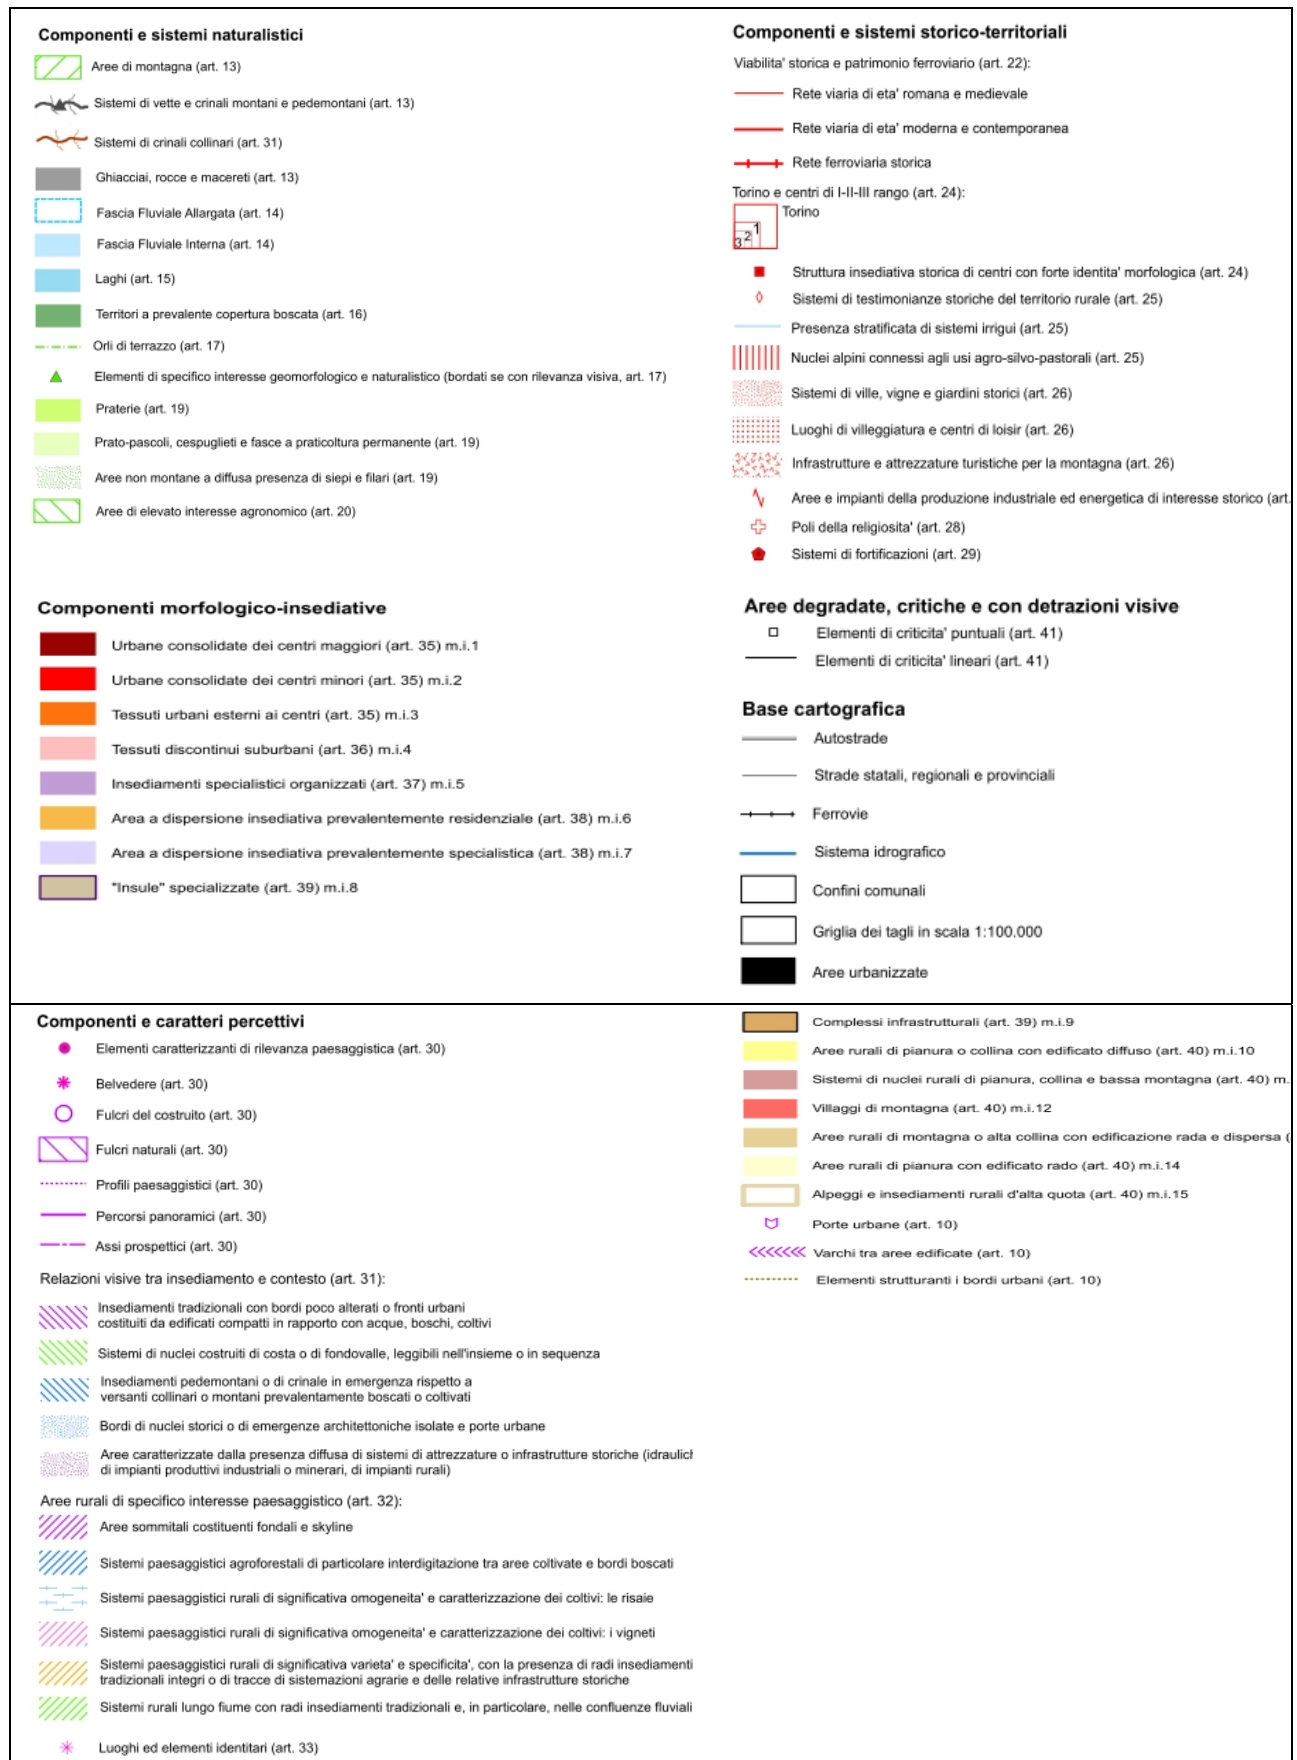 Componenti e sistemi naturalistici
Aree di montagna (art. 13)
Sistemi di vette e crinali montani e pedemontani (art. 13)
Sistemi di crinali collinari (art. 31)
Ghiacciai, rocce e macereti (art. 13)
Fascia Fluviale Allargata (art. 14)
Fascia Fluviale Interna (art. 14)
Laghi (art. 15)
Territori a prevalente copertura boscata (art. 16)
Orli di terrazzo (art. 17)
Elementi di specifico interesse geomorfologico e naturalistico (bordati se con rilevanza visiva, art. 17)
Praterie (art. 19)
Prato-pascoli, cespuglieti e fasce a praticoltura permanente (art. 19)
Aree non montane a diffusa presenza di siepi e filari (art. 19)
Aree di elevato interesse agronomico (art. 20)
Componenti e sistemi storico-territoriali
Viabilita' storica e patrimonio ferroviario (art. 22):
Rete viaria di eta' romana e medievale
Rete viaria di eta' moderna e contemporanea
Rete ferroviaria storica
Torino e centri di I-II-III rango (art. 24):
Torino
1
2
3
Struttura insediativa storica di centri con forte identita' morfologica (art. 24)
Sistemi di testimonianze storiche del territorio rurale (art. 25)
Presenza stratificata di sistemi irrigui (art. 25)
Nuclei alpini connessi agli usi agro-silvo-pastorali (art. 25)
Sistemi di ville, vigne e giardini storici (art. 26)
Luoghi di villeggiatura e centri di loisir (art. 26)
Infrastrutture e attrezzature turistiche per la montagna (art. 26)
Aree e impianti della produzione industriale ed energetica di interesse storico (art.
Poli della religiosita' (art. 28)
Sistemi di fortificazioni (art. 29)
Componenti morfologico-insediative
Urbane consolidate dei centri maggiori (art. 35) m.i.1
Urbane consolidate dei centri minori (art. 35) m.i.2
Tessuti urbani esterni ai centri (art. 35) m.i.3
Tessuti discontinui suburbani (art. 36) m.i.4
Insediamenti specialistici organizzati (art. 37) m.i.5
Area a dispersione insediativa prevalentemente residenziale (art. 38) m.i.6
Area a dispersione insediativa prevalentemente specialistica (art. 38) m.i.7
"Insule" specializzate (art. 39) m.i.8
Aree degradate, critiche e con detrazioni visive
Elementi di criticita' puntuali (art. 41)
Elementi di criticita' lineari (art. 41)
Base cartografica
Autostrade
Strade statali, regionali e provinciali
Ferrovie
Sistema idrografico
Confini comunali
Griglia dei tagli in scala 1:100.000
Aree urbanizzate
Componenti e caratteri percettivi
Elementi caratterizzanti di rilevanza paesaggistica (art. 30)
Belvedere (art. 30)
Fulcri del costruito (art. 30)
Fulcri naturali (art. 30)
Profili paesaggistici (art. 30)
Percorsi panoramici (art. 30)
Assi prospettici (art. 30)
Relazioni visive tra insediamento e contesto (art. 31):
Insediamenti tradizionali con bordi poco alterati o fronti urbani
costituiti da edificati compatti in rapporto con acque, boschi, coltivi
Sistemi di nuclei costruiti di costa o di fondovalle, leggibili nell'insieme o in sequenza
Insediamenti pedemontani o di crinale in emergenza rispetto a
versanti collinari o montani prevalentemente boscati o coltivati
Bordi di nuclei storici o di emergenze architettoniche isolate e porte urbane
Aree caratterizzate dalla presenza diffusa di sistemi di attrezzature o infrastrutture storiche (idraulich
di impianti produttivi industriali o minerari, di impianti rurali)
Aree rurali di specifico interesse paesaggistico (art. 32):
Aree sommitali costituenti fondali e skyline
Sistemi paesaggistici agroforestali di particolare interdigitazione tra aree coltivate e bordi boscati
Sistemi paesaggistici rurali di significativa omogeneita' e caratterizzazione dei coltivi: le risaie
Sistemi paesaggistici rurali di significativa omogeneita' e caratterizzazione dei coltivi: i vigneti
Sistemi paesaggistici rurali di significativa varieta' e specificita', con la presenza di radi insediamenti
tradizionali integri o di tracce di sistemazioni agrarie e delle relative infrastrutture storiche
Sistemi rurali lungo fiume con radi insediamenti tradizionali e, in particolare, nelle confluenze fluviali
Luoghi ed elementi identitari (art. 33)
Complessi infrastrutturali (art. 39) m.i.9
Aree rurali di pianura o collina con edificato diffuso (art. 40) m.i.10
Sistemi di nuclei rurali di pianura, collina e bassa montagna (art. 40) m.
Villaggi di montagna (art. 40) m.i.12
Aree rurali di montagna o alta collina con edificazione rada e dispersa (
Aree rurali di pianura con edificato rado (art. 40) m.i.14
Alpeggi e insediamenti rurali d'alta quota (art. 40) m.i.15
Porte urbane (art. 10)
Varchi tra aree edificate (art. 10)
Elementi strutturanti i bordi urbani (art. 10)